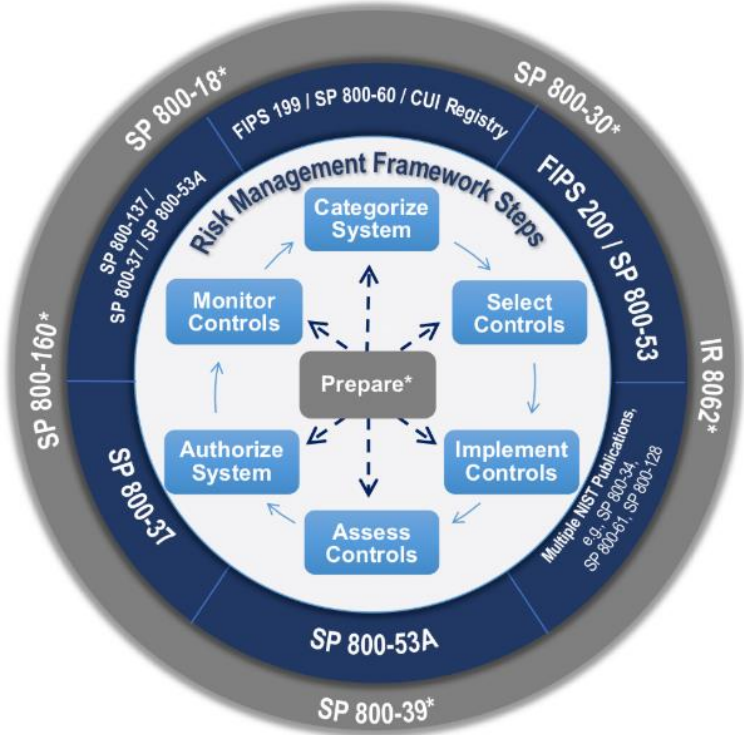 SP 800-18*
SP 800-30*
IR 8062*
SP 800-39*
SP 800-160*
FIPS 199 / SP 800-60 / CUI Registry
FIPS 200 / SP 800-53
Multiple NIST Publications,
e.g., SP 800-34,
SP 800-61, SP 800-128
SP 800-53A
SP 800-37
SP 800-137 /
SP 800-37 / SP 800-53A
Risk Management Framework Steps
Categorize
System
Select
Controls
Implement
Controls
Assess
Controls
Authorize
System
Monitor
Controls
Prepare*